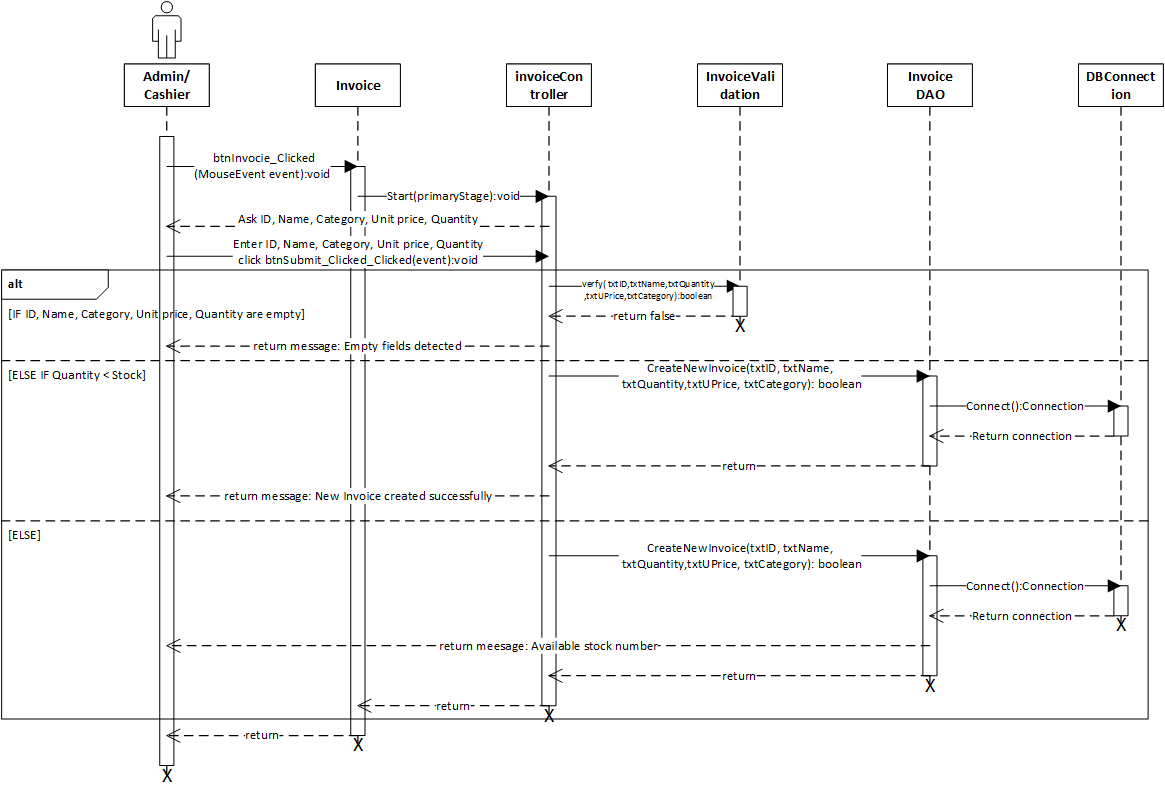 Admin/
Cashier
Invoice
invoiceCon
troller
InvoiceVali
dation
Invoice
DAO
DBConnect
ion
btnInvocie_Clicked
(MouseEvent event):void
Start(primaryStage):void
Ask ID, Name, Category, Unit price, Quantity
Enter ID, Name, Category, Unit price, Quantity
click btnSubmit_Clicked_Clicked(event):void
alt
verfy( txtID,txtName,txtQuantity
,txtUPrice,txtCategory):boolean
[IF ID, Name, Category, Unit price, Quantity are empty]
return false
X
return message: Empty fields detected
[ELSE IF Quantity < Stock]
CreateNewInvoice(txtID, txtName,
txtQuantity,txtUPrice, txtCategory): boolean
Connect():Connection
Return connection
return
return message: New Invoice created successfully
[ELSE]
CreateNewInvoice(txtID, txtName,
txtQuantity,txtUPrice, txtCategory): boolean
Connect():Connection
Return connection
X
return meesage: Available stock number
return
X
return
X
return
X
X